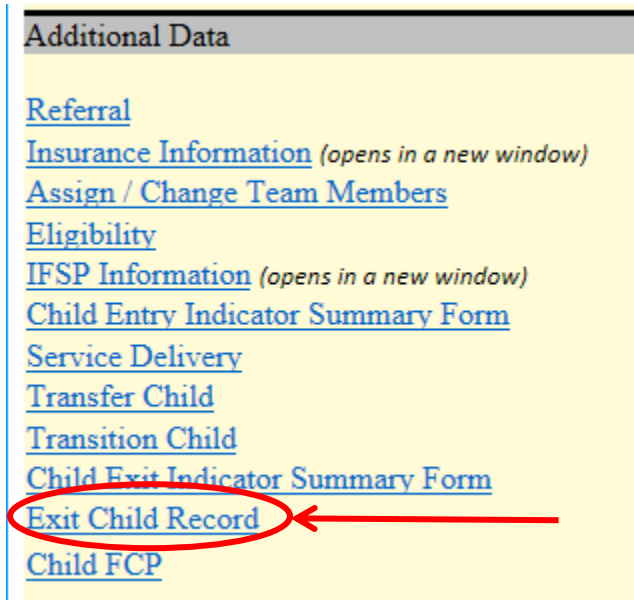 Additional Data
Referral
Insurance Information (opens in a new window)
Assign / Change Team Members
Eligibility
IFSP Information (opens in a new window)
Child Entry Indicator Summary Form
Service Delivery
Transfer Child
Transition Child
Child Exit Indicator Summary Form
Exit Child Record
Child FCP